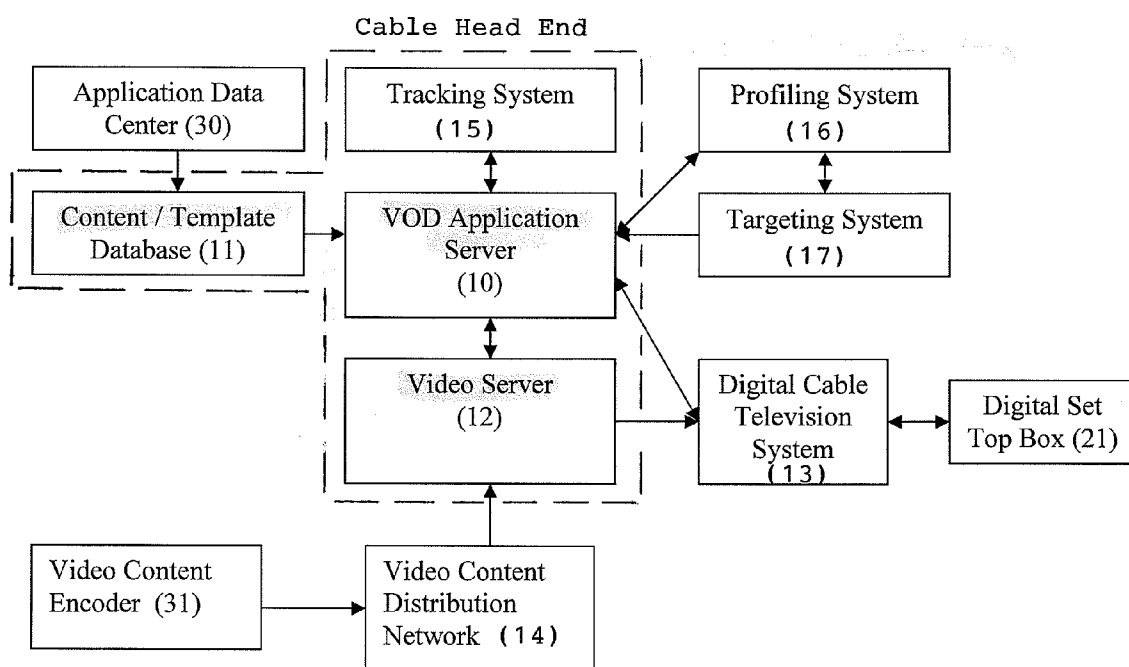 Cable Head End
Application Data
Center (30)
Tracking System
(15)
Profiling System
(16)
Content / Template
Database (11)
VOD Application
Server
(10)
Targeting System
(17)
Video Server
(12)
Digital Cable
Television
System
(13)
Digital Set
Top Box (21)
Video Content
Encoder (31)
Video Content
Distribution
Network (14)